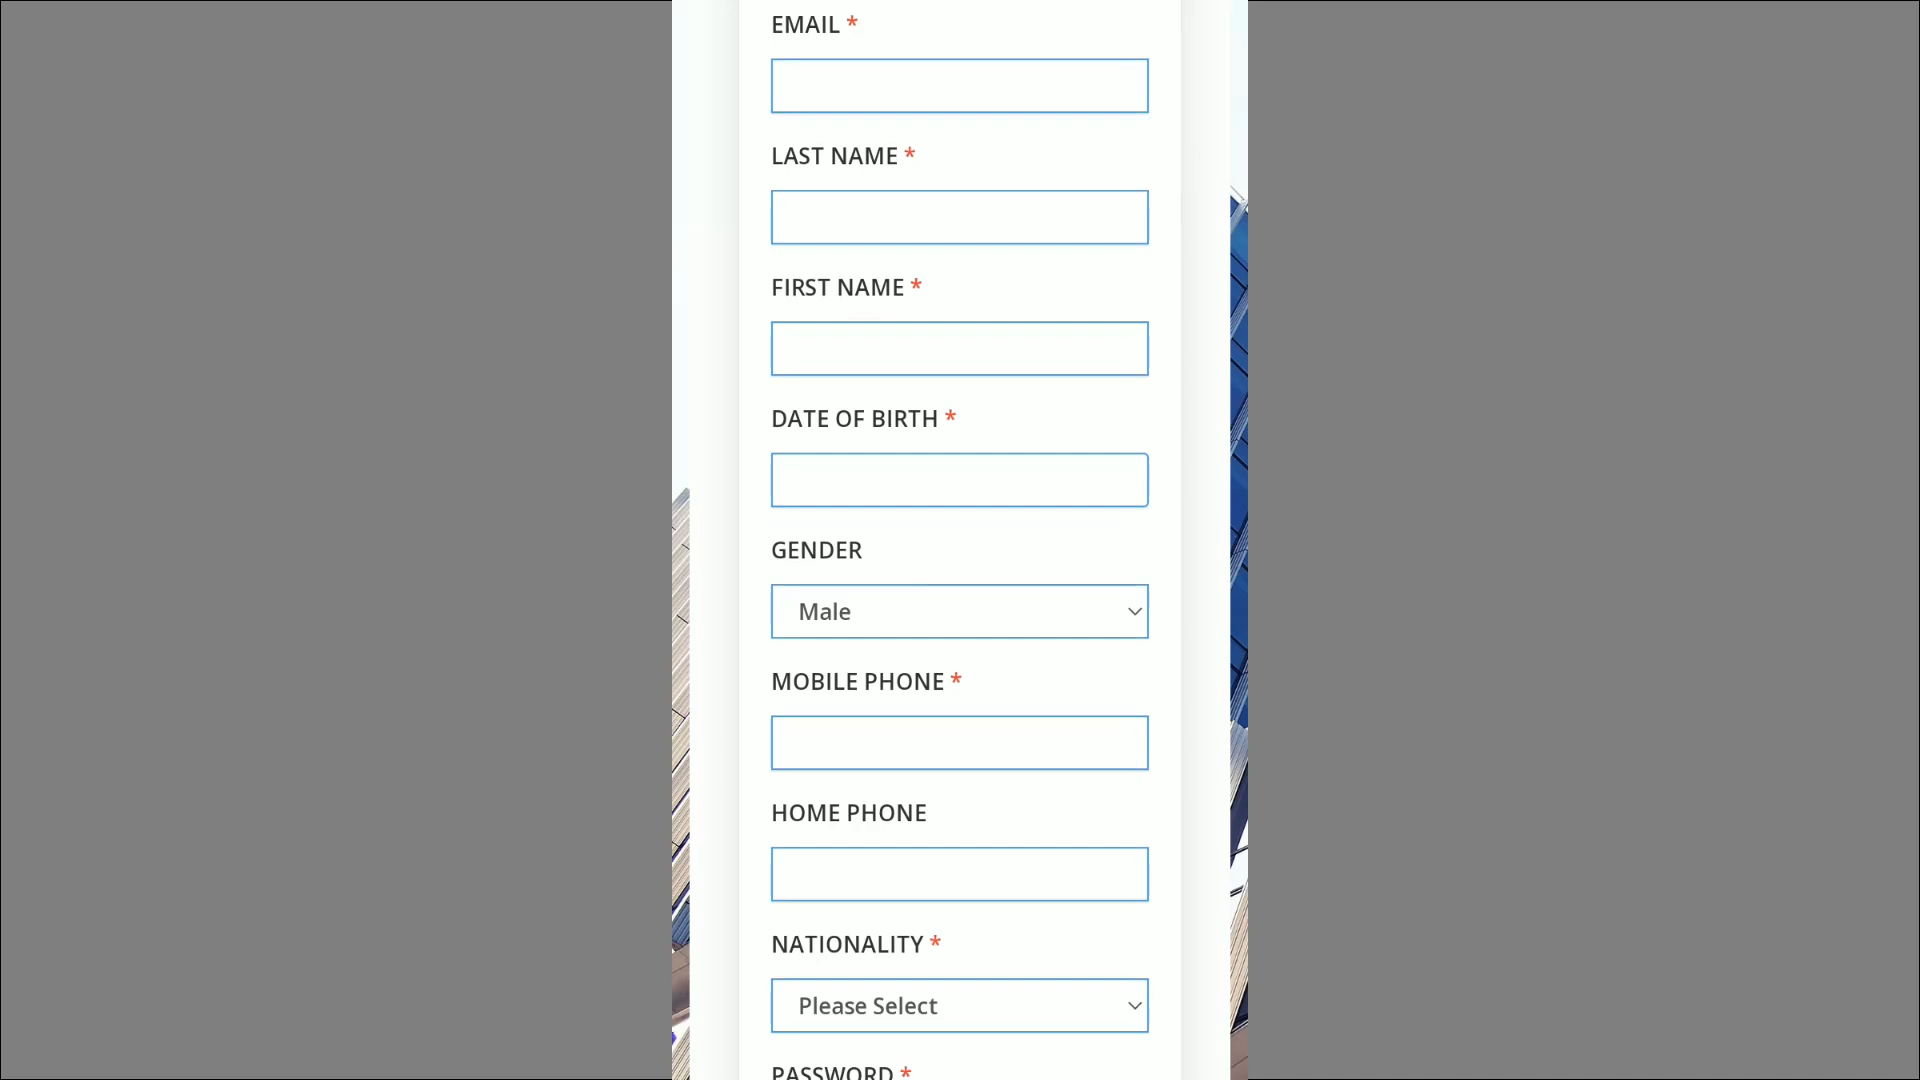 EMAIL *
LAST NAME *
FIRST NAME *
DATE OF BIRTH *
GENDER
Male
MOBILE PHONE *
HOME PHONE
NATIONALITY *
Please Select
PASSWORD *